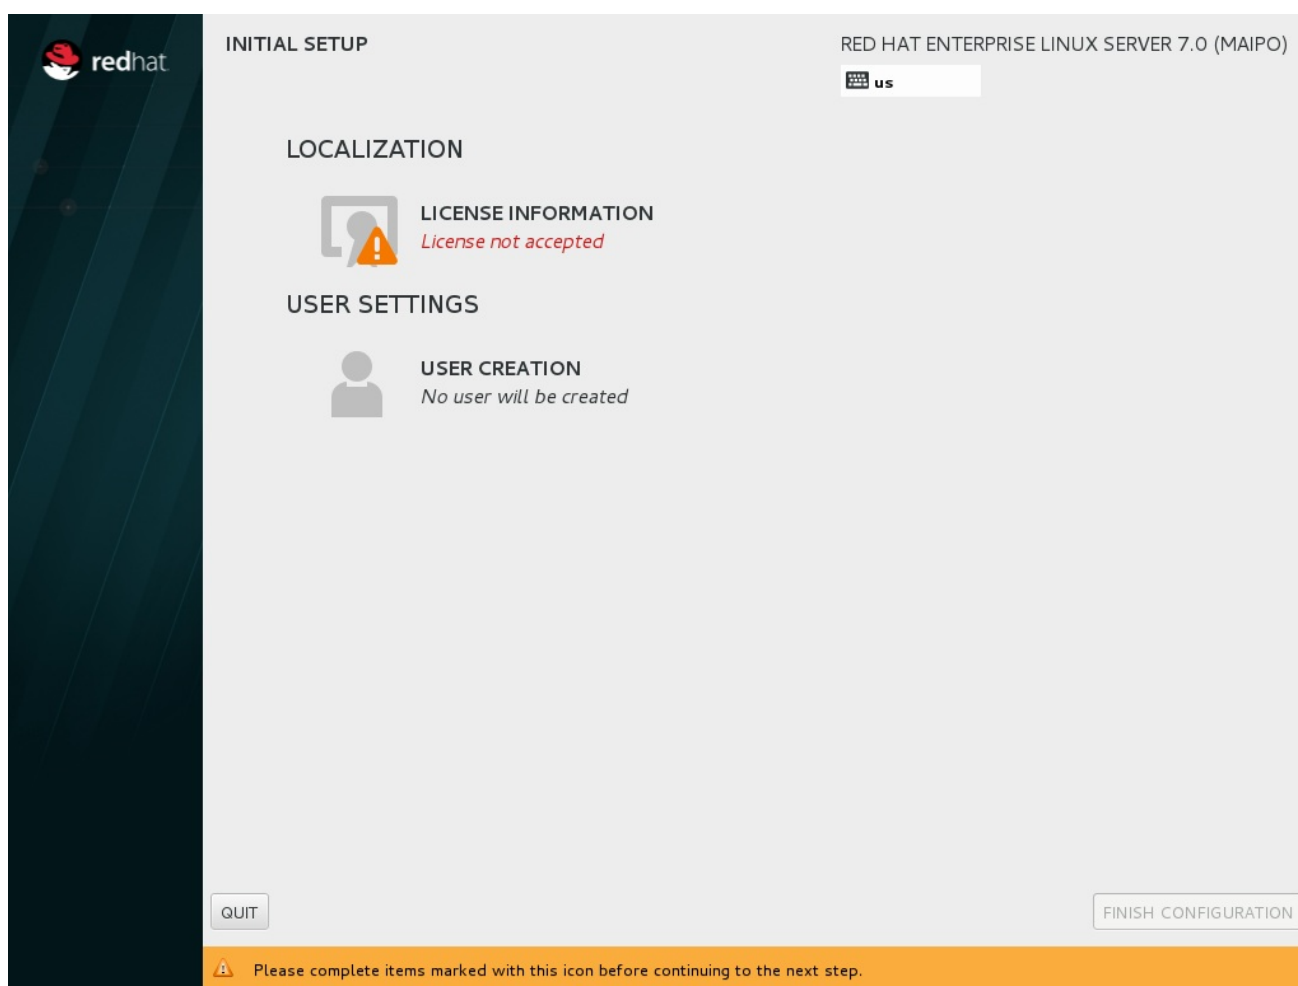 redhat.
INITIAL SETUP
RED HAT ENTERPRISE LINUX SERVER 7.0 (MAIPO)
us
LOCALIZATION
LICENSE INFORMATION
License not accepted
USER SETTINGS
USER CREATION
No user will be created
QUIT
FINISH CONFIGURATION
Please complete items marked with this icon before continuing to the next step.